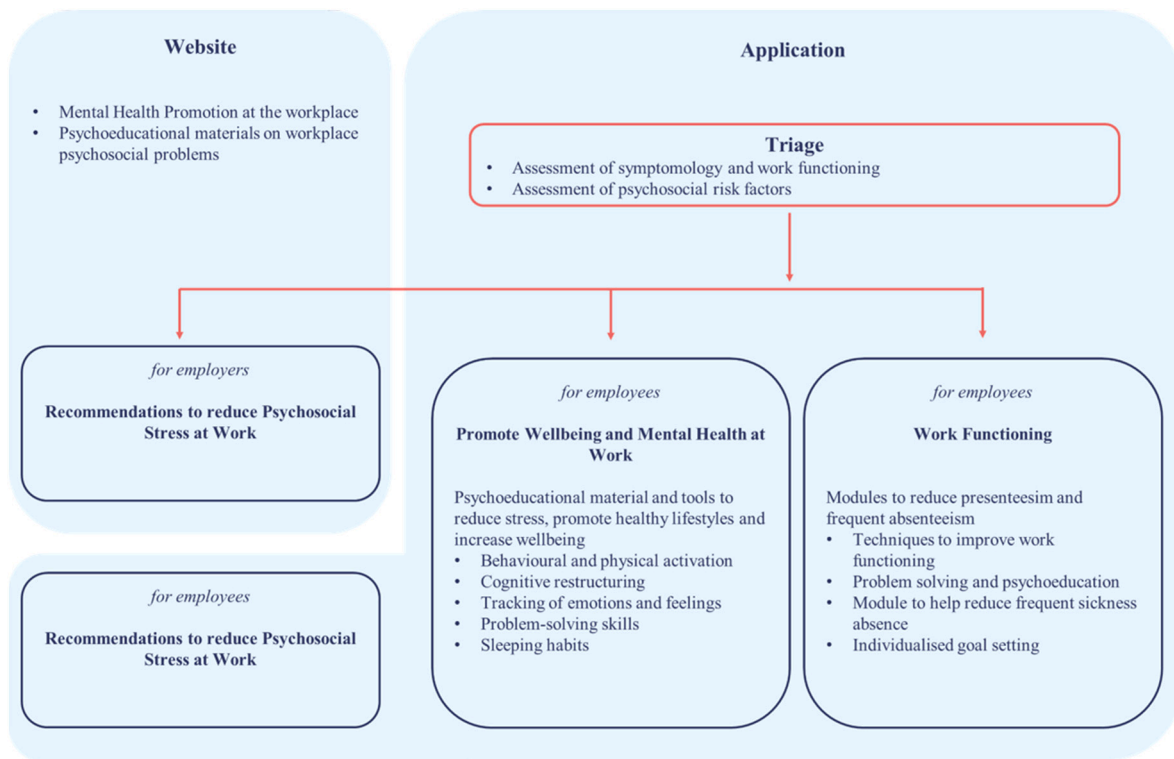 Website
• Mental Health Promotion at the workplace
• Psychoeducational materials on workplace
psychosocial problems
Application
Triage
• Assessment of symptomology and work functioning
• Assessment of psychosocial risk factors
for employers
Recommendations to reduce Psychosocial
Stress at Work
for employees
Recommendations to reduce Psychosocial
Stress at Work
for employees
Promote Wellbeing and Mental Health at
Work
Psychoeducational material and tools to
reduce stress, promote healthy lifestyles and
increase wellbeing
• Behavioural and physical activation
• Cognitive restructuring
• Tracking of emotions and feelings
• Problem-solving skills
• Sleeping habits
for employees
Work Functioning
Modules to reduce presenteesim and
frequent absenteeism
• Techniques to improve work
functioning
• Problem solving and psychoeducation
• Module to help reduce frequent sickness
absence
• Individualised goal setting